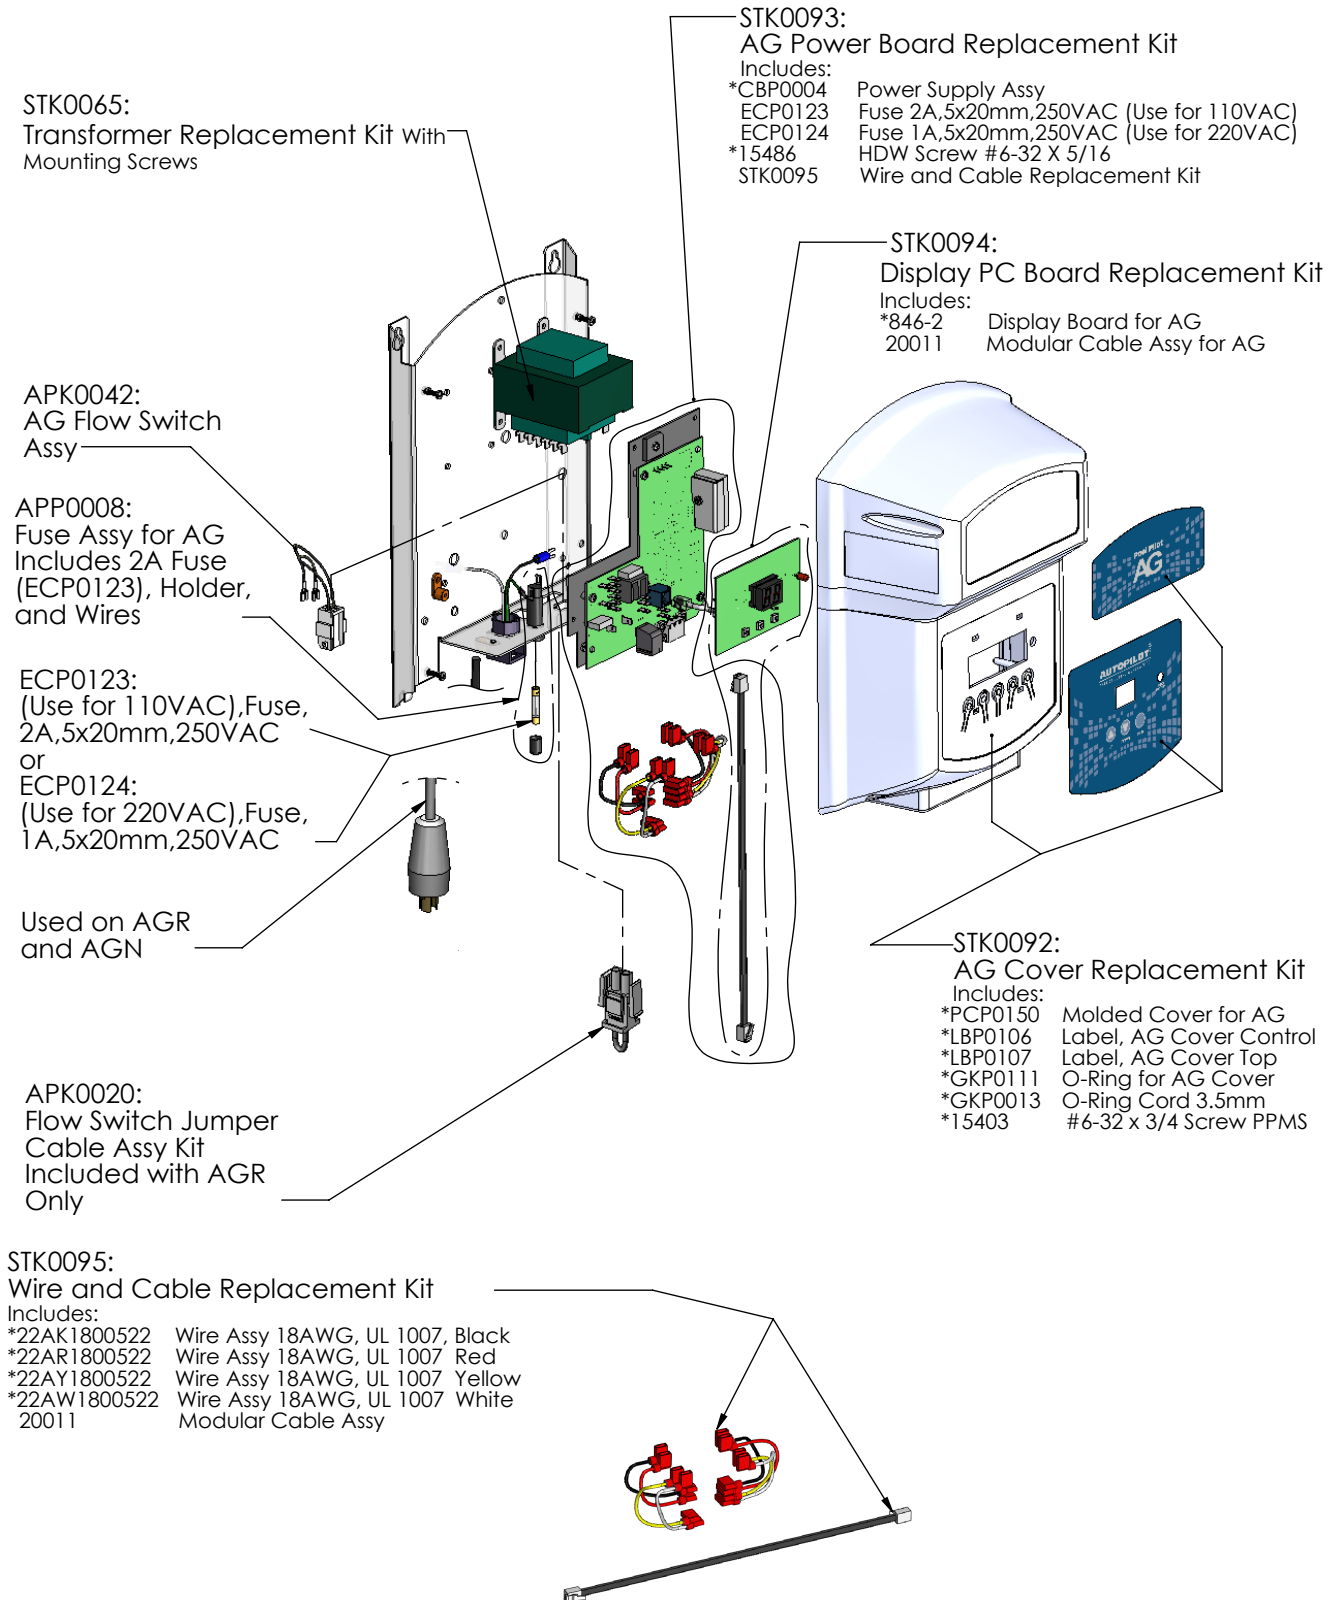 STK0093:
AG Power Board Replacement Kit
Includes:
*CBP0004 Power Supply Assy
ECP0123 Fuse 2A,5x20mm,250VAC (Use for 110VAC)
ECP0124 Fuse 1A,5x20mm,250VAC (Use for 220VAC)
*15486 HDW Screw #6-32 X 5/16
STK0095 Wire and Cable Replacement Kit
STK0065:
Transformer Replacement Kit With
Mounting Screws
STK0094:
Display PC Board Replacement Kit
Includes:
*846-2 Display Board for AG
20011 Modular Cable Assy for AG
APK0042:
AG Flow Switch
Assy
APP0008:
Fuse Assy for AG
Includes 2A Fuse
(ECP0123), Holder,
and Wires
ECP0123:
(Use for 110VAC),Fuse,
2A,5x20mm,250VAC
or
ECP0124:
(Use for 220VAC),Fuse,
1A,5x20mm,250VAC
Used on AGR
and AGN
Pool Pilot
AG
AUTOPILOT
STK0092:
AG Cover Replacement Kit
Includes:
*PCP0150 Molded Cover for AG
*LBP0106 Label, AG Cover Control
*LBP0107 Label, AG Cover Top
*GKP0111 O-Ring for AG Cover
*GKP0013 O-Ring Cord 3.5mm
*15403 #6-32 x 3/4 Screw PPMS
APK0020:
Flow Switch Jumper
Cable Assy Kit
Included with AGR
Only
STK0095:
Wire and Cable Replacement Kit
Includes:
*22AK1800522 Wire Assy 18AWG, UL 1007, Black
*22AR1800522 Wire Assy 18AWG, UL 1007 Red
*22AY1800522 Wire Assy 18AWG, UL 1007 Yellow
*22AW1800522 Wire Assy 18AWG, UL 1007 White
20011 Modular Cable Assy